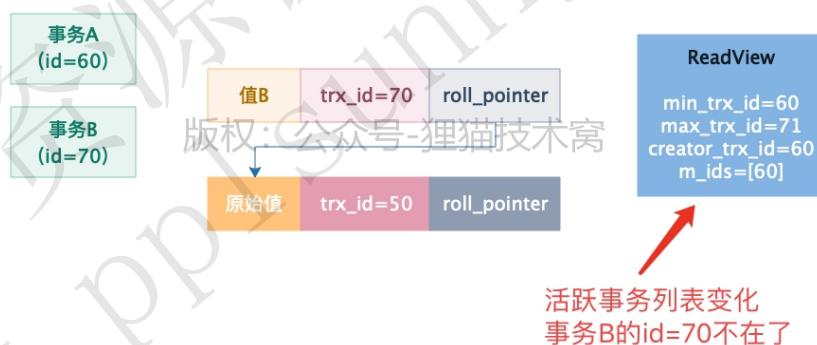 事务A
(id=60)
事务B
(id=70)
值B trx_id=70 roll_pointer
版权：公众号-狸猫技术窝
原始值 trx_id=50 roll_pointer
ReadView
min_trx_id=60
max_trx_id=71
creator_trx_id=60
m_ids=[60]
活跃事务列表变化
事务B的id=70不在了